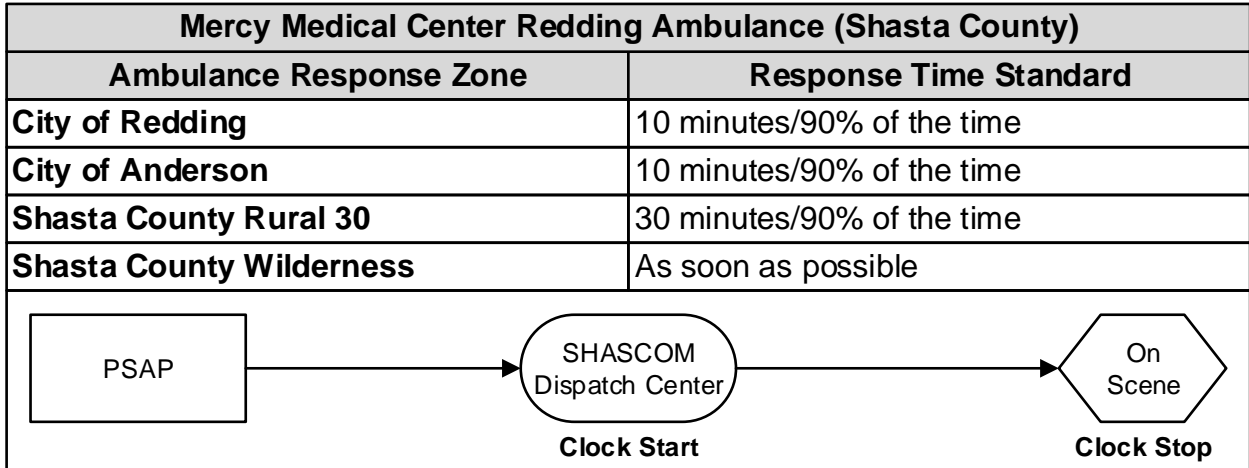 Mercy Medical Center Redding Ambulance (Shasta County)
Ambulance Response Zone Response Time Standard
City of Redding 10 minutes/90% of the time
City of Anderson 10 minutes/90% of the time
Shasta County Rural 30 30 minutes/90% of the time
Shasta County Wilderness As soon as possible
PSAP
SHASCOM
Dispatch Center
On
Scene
Clock Start
Clock Stop